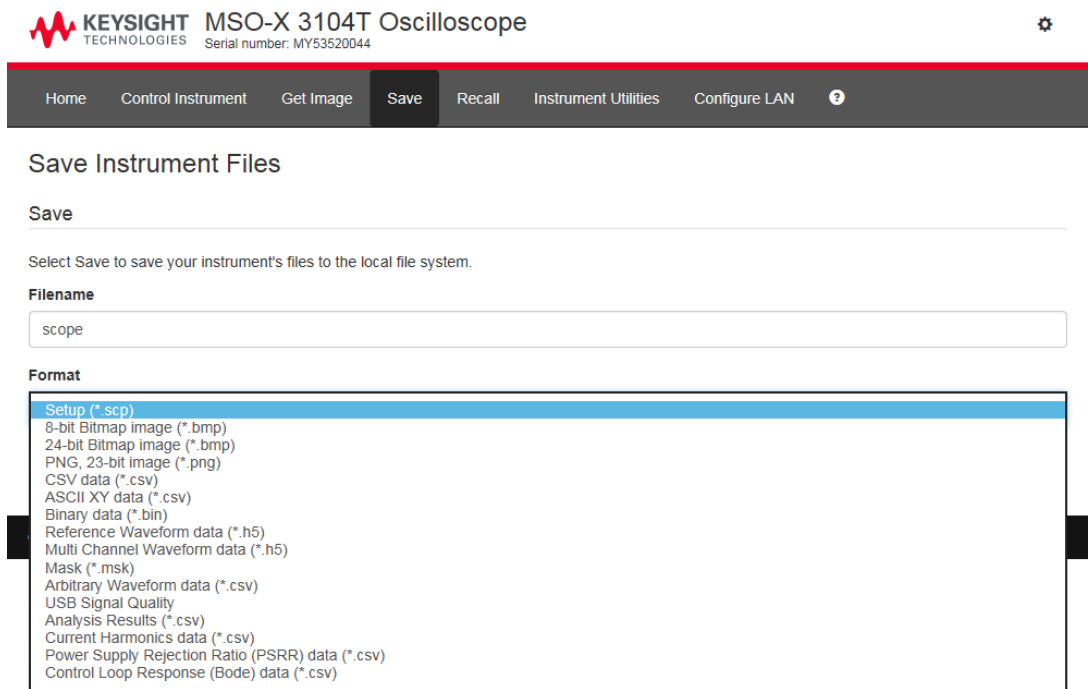 KEYSIGHT TECHNOLOGIES
MSO-X 3104T Oscilloscope
Serial number: MY53520044
Home Control Instrument Get Image Save Recall Instrument Utilities Configure LAN ?
Save Instrument Files
Save
Select Save to save your instrument's files to the local file system.
Filename
scope
Format
Setup (*.scp)
8-bit Bitmap image (*.bmp)
24-bit Bitmap image (*.bmp)
PNG, 23-bit image (*.png)
CSV data (*.csv)
ASCII XY data (*.csv)
Binary data (*.bin)
Reference Waveform data (*.h5)
Multi Channel Waveform data (*.h5)
Mask (*.msk)
Arbitrary Waveform data (*.csv)
USB Signal Quality
Analysis Results (*.csv)
Current Harmonics data (*.csv)
Power Supply Rejection Ratio (PSRR) data (*.csv)
Control Loop Response (Bode) data (*.csv)